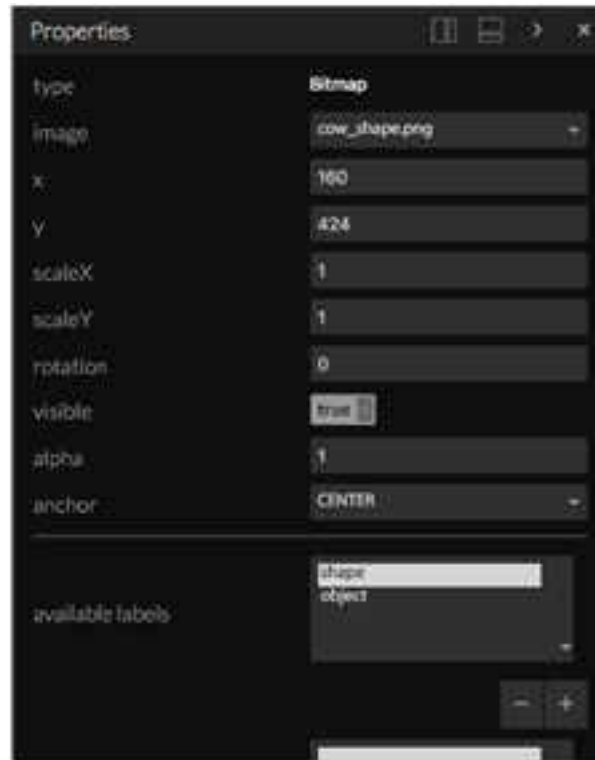 Properties
type Bitmap
image cow_shape.png
x 160
y 424
scaleX 1
scaleY 1
rotation 0
visible true
alpha 1
anchor CENTER
shape
object
available labels
- +